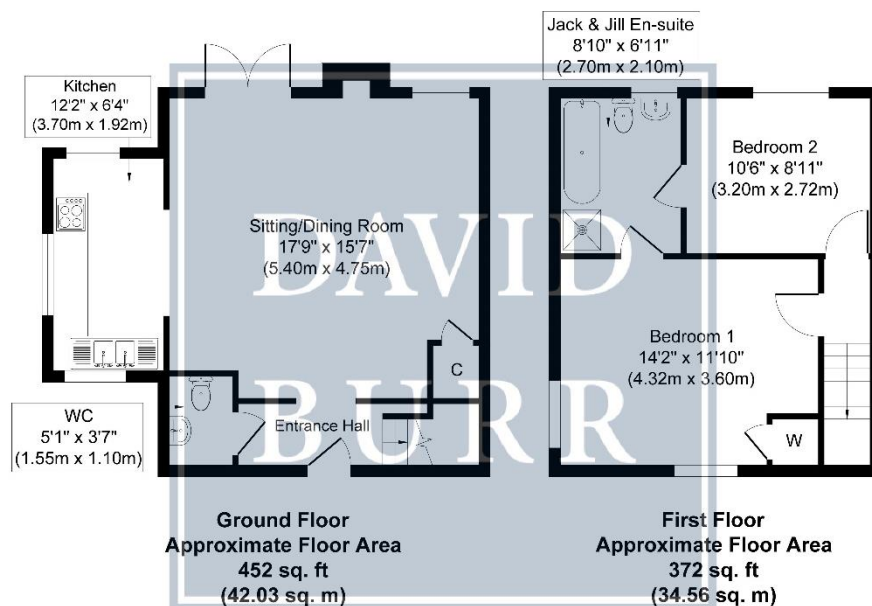 Jack & Jill En-suite
8'10" x 6'11"
(2.70m x 2.10m)
Kitchen
12'2" x 6'4"
(3.70m x 1.92m)
Bedroom 2
10'6" x 8'11"
(3.20m x 2.72m)
Sitting/Dining Room
17'9" x 15'7"
(5.40m x 4.75m)
DAVID
BURR
Bedroom 1
14'2" x 11'10"
(4.32m x 3.60m)
C
W
WC
5'1" x 3'7"
(1.55m x 1.10m)
Entrance Hall
Ground Floor
Approximate Floor Area
452 sq. ft
(42.03 sq. m)
First Floor
Approximate Floor Area
372 sq. ft
(34.56 sq. m)